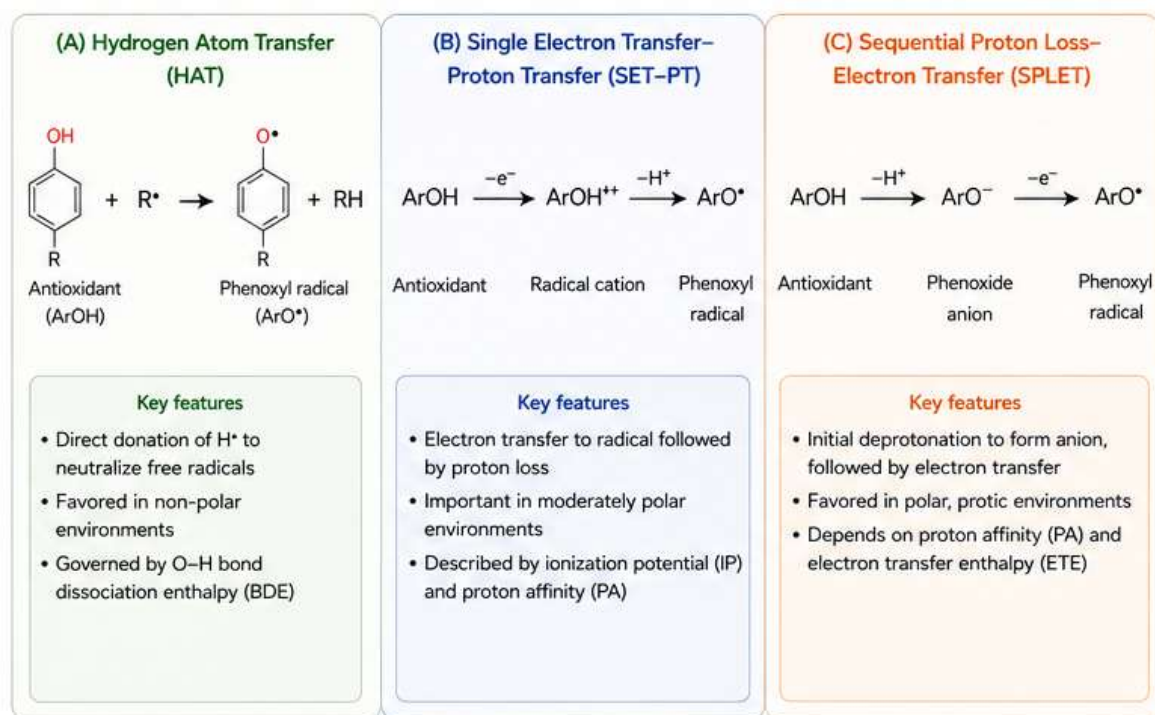 (A) Hydrogen Atom Transfer
(HAT)
OH
O•
+ R• → + RH
R
R
Antioxidant
(ArOH)
Phenoxyl radical
(ArO•)
Key features
• Direct donation of H• to
neutralize free radicals
• Favored in non-polar
environments
• Governed by O–H bond
dissociation enthalpy (BDE)
(B) Single Electron Transfer–
Proton Transfer (SET–PT)
–e⁻ –H⁺
ArOH → ArOH⁺⁺ → ArO•
Antioxidant Radical cation Phenoxyl
radical
Key features
• Electron transfer to radical followed
by proton loss
• Important in moderately polar
environments
• Described by ionization potential (IP)
and proton affinity (PA)
(C) Sequential Proton Loss–
Electron Transfer (SPLET)
–H⁺ –e⁻
ArOH → ArO⁻ → ArO•
Antioxidant Phenoxide Phenoxyl
anion radical
Key features
• Initial deprotonation to form anion,
followed by electron transfer
• Favored in polar, protic environments
• Depends on proton affinity (PA) and
electron transfer enthalpy (ETE)